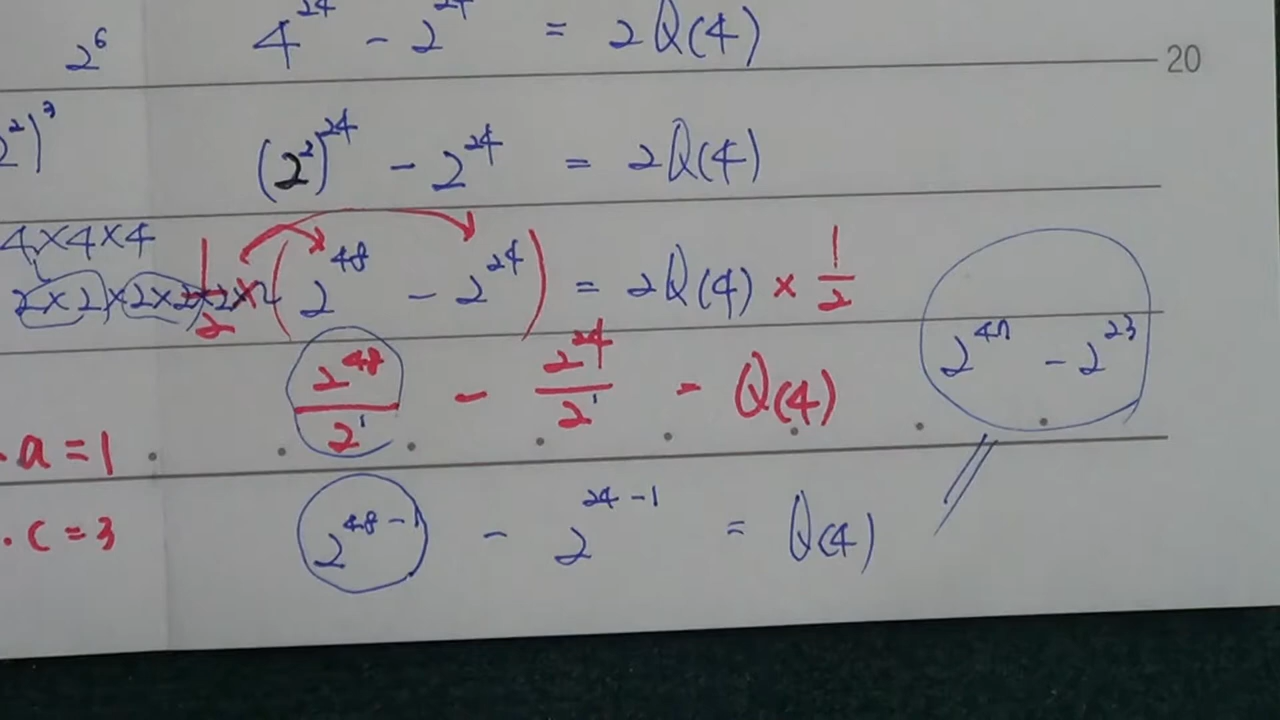 2⁶ 4²⁴ - 2²⁴ = 2Q(4)
20
2²)³ (2²)²⁴ - 2²⁴ = 2Q(4)
4×4×4
2×2×2×2×2×2 1/2 × (2⁴⁸ - 2²⁴) = 2Q(4) × 1/2
2⁴⁸/2¹ - 2²⁴/2¹ = Q(4) 2⁴⁷ - 2²³
. a = 1
. c = 3 2⁴⁸⁻¹ - 2²⁴⁻¹ = Q(4)